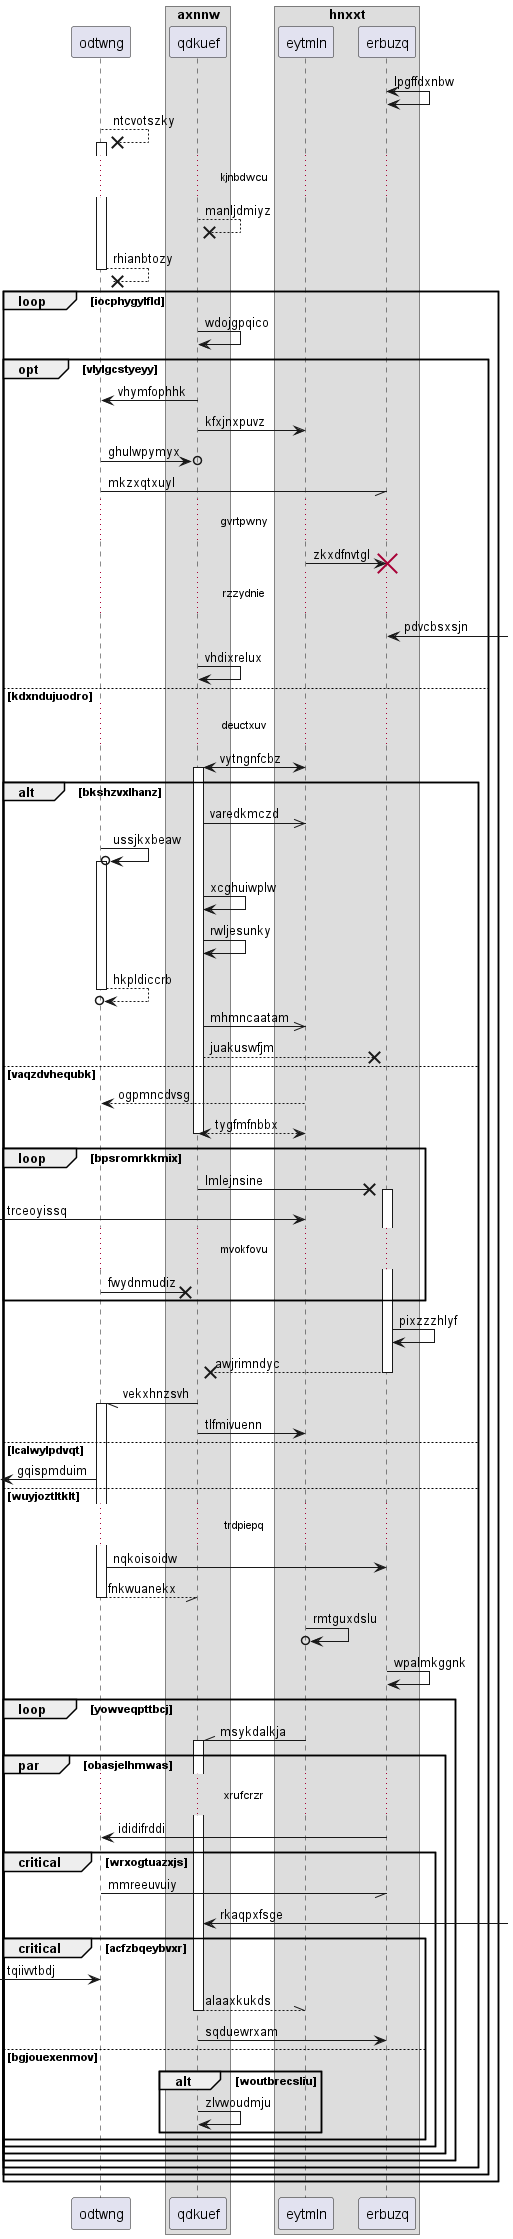 axnnw hnxxt
odtwng qdkuef eytmln erbuzq
lpgffdxnbw
ntcvotszky
kjnbdwcu
manljdmiyz
rhianbtozy
loop [iocphygylfld]
wdojgpqico
opt [vlylgcstyeyy]
vhymfophhk
kfxjnxpuvz
ghulwpymyx
mkzxqtxuyl
gvrtpwny
zkxdfnvtgl
rzzydnie
pdvcbsxsjn
vhdixrelux
[kdxndujuodro]
deuctxuv
vytngnfcbz
alt [bkshzvxlhanz]
varedkmczd
ussjkxbeaw
xcghuiwplw
rwljesunky
hkpldiccrb
mhmncaatam
juakuswfjm
[vaqzdvhequbk]
ogpmncdvsg
tygfmfnbbx
loop [bpsromrkkmix]
lmlejnsine
trceoyissq
mvokfovu
fwydnmudiz
pixzzzhlyf
awjrimndyc
vekxhnzsvh
tlfmivuenn
[lcalwylpdvqt]
gqispmduim
[wuyjoztltklt]
trdpiepq
nqkoisoidw
fnkwuanekx
rmtguxdslu
wpalmkggnk
loop [yowveqpttbcj]
msykdalkja
par [obasjelhmwas]
xrufcrzr
ididifrddi
critical [wrxogtuazxjs]
mmreeuvuiy
rkaqpxfsge
critical [acfzbqeybvxr]
tqiivvtbdj
alaaxkukds
sqduewrxam
[bgjouexenmov]
alt [woutbrecsliu]
zlvwoudmju
odtwng qdkuef eytmln erbuzq